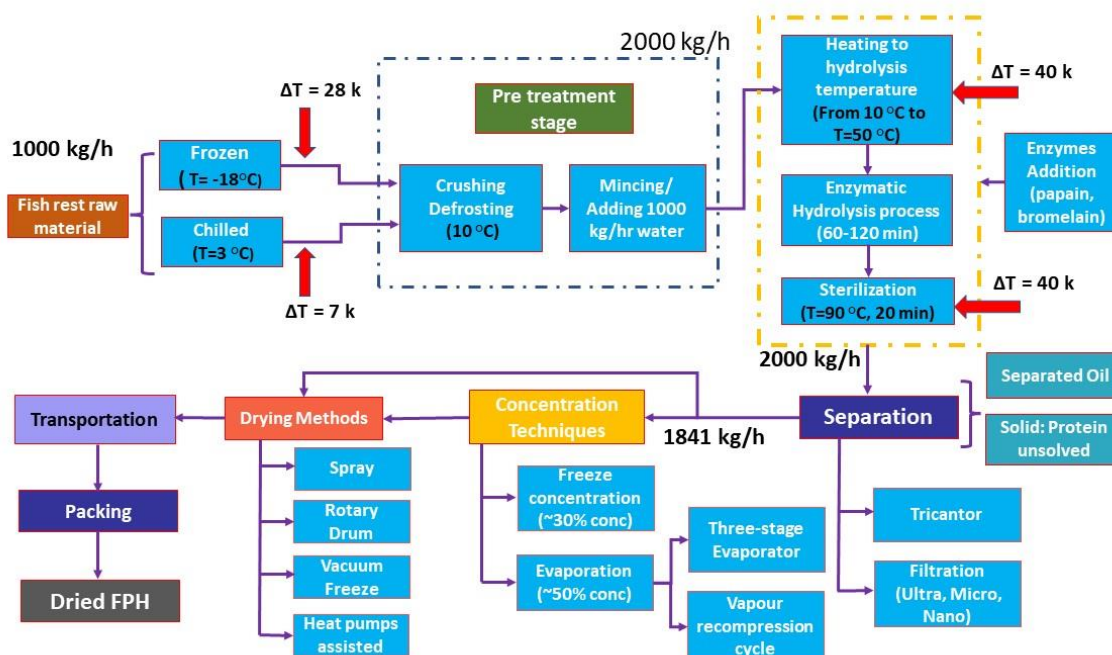 2000 kg/h
ΔT = 28 k
Pre treatment
stage
1000 kg/h
Frozen
( T= -18°C)
Fish rest raw
material
Chilled
(T=3 °C)
ΔT = 7 k
Crushing
Defrosting
(10 °C)
Mincing/
Adding 1000
kg/hr water
Heating to
hydrolysis
temperature
(From 10 °C to
T=50 °C)
ΔT = 40 k
Enzymes
Addition
(papain,
bromelain)
Enzymatic
Hydrolysis process
(60-120 min)
Sterilization
(T=90 °C, 20 min)
ΔT = 40 k
2000 kg/h
Separated Oil
Solid: Protein
unsolved
Separation
1841 kg/h
Concentration
Techniques
Drying Methods
Transportation
Packing
Dried FPH
Spray
Rotary
Drum
Vacuum
Freeze
Heat pumps
assisted
Freeze
concentration
(~30% conc)
Evaporation
(~50% conc)
Three-stage
Evaporator
Vapour
recompression
cycle
Tricantor
Filtration
(Ultra, Micro,
Nano)